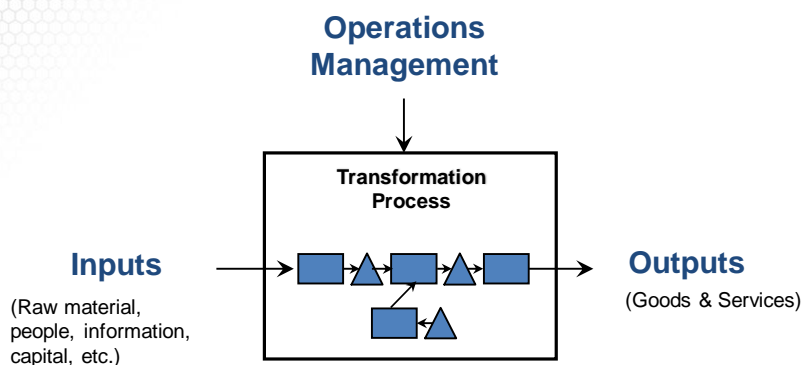 Operations
Management
Transformation
Process
Inputs
(Raw material,
people, information,
capital, etc.)
Outputs
(Goods & Services)